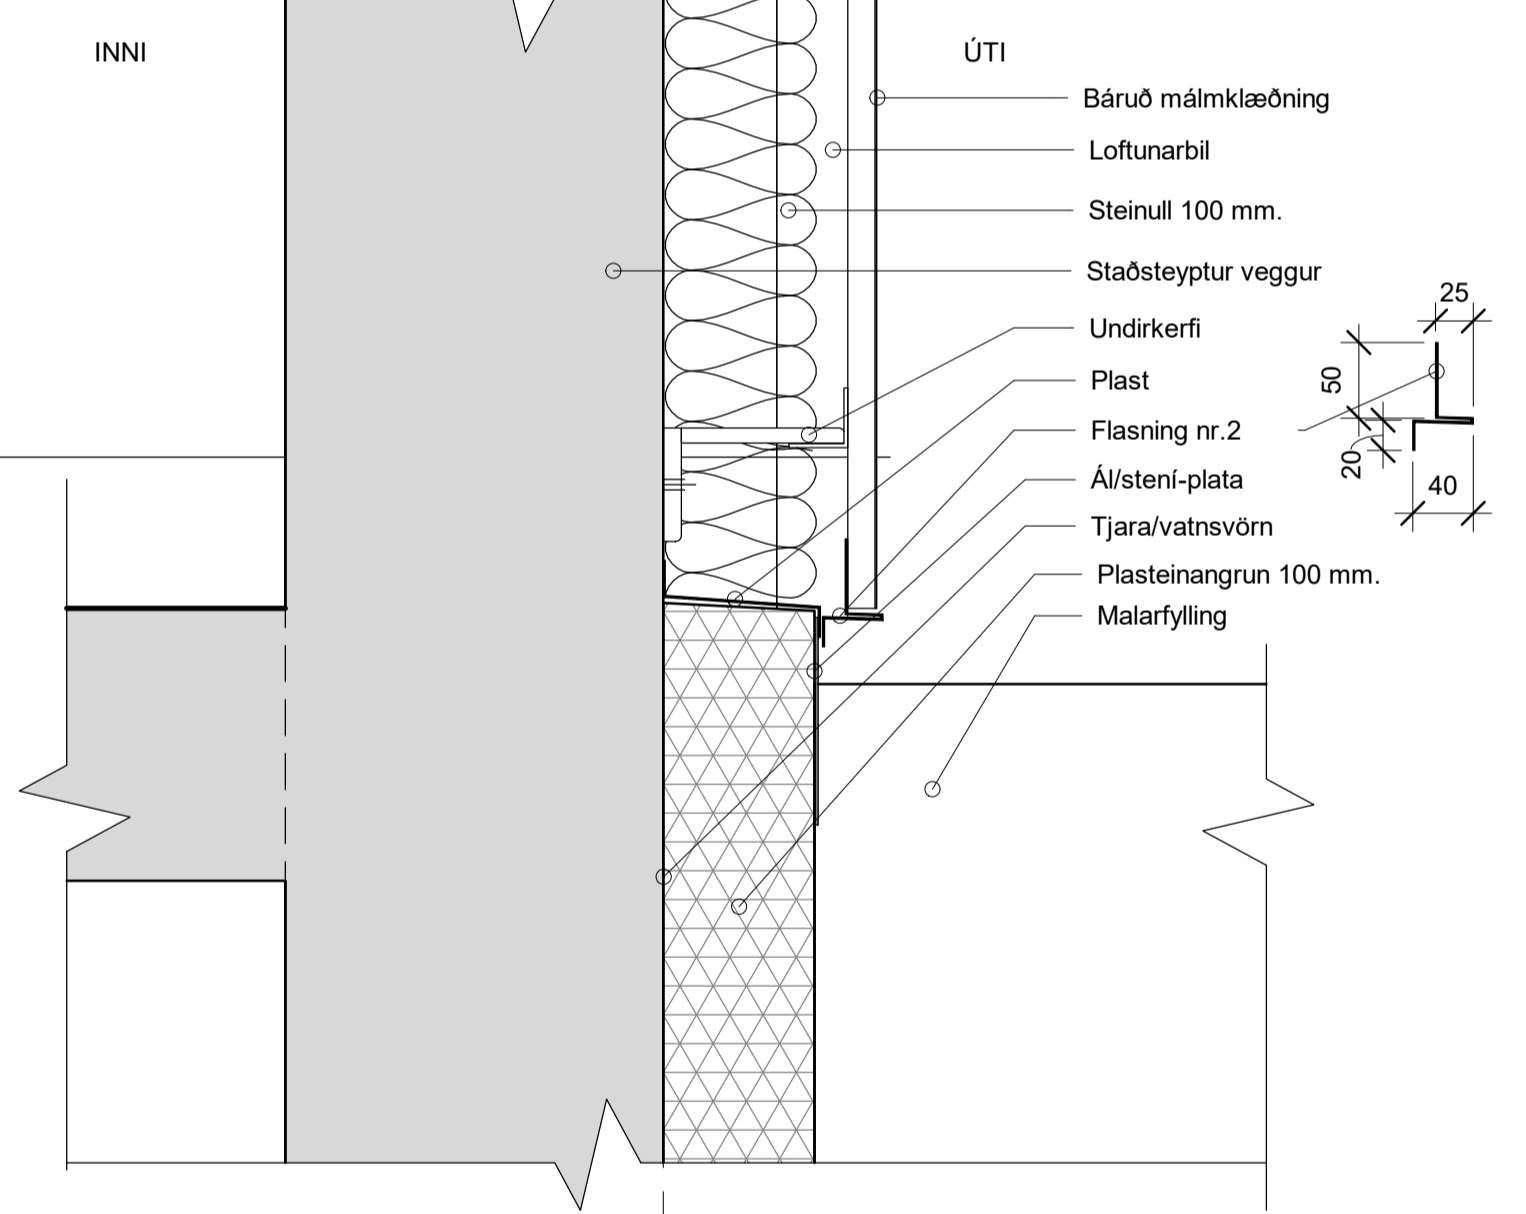 INNI
ÚTI
Báruð málmklæðning
Loftunarbil
Steinull 100 mm.
Staðsteyptur veggur
Undirkerfi
Plast
Flasning nr.2
Ál/stení-plata
Tjara/vatnsvörn
Plasteinangrun 100 mm.
Malarfylling
25
50
20
40